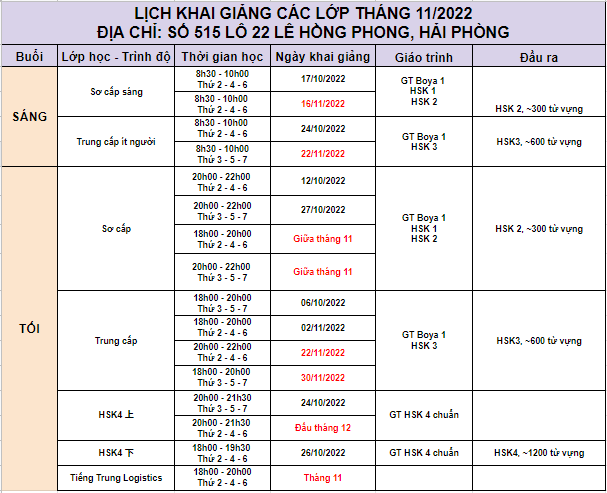 LỊCH KHAI GIẢNG CÁC LỚP THÁNG 11/2022
ĐỊA CHỈ: SỐ 515 LÔ 22 LÊ HỒNG PHONG, HẢI PHÒNG
Buổi Lớp học - Trình độ Thời gian học Ngày khai giảng Giáo trình Đầu ra
SÁNG
Sơ cấp sáng
8h30 - 10h00
Thứ 2 - 4 - 6
17/10/2022
8h30 - 10h00
Thứ 2 - 4 - 6
16/11/2022
GT Boya 1
HSK 1
HSK 2
HSK 2, ~300 từ vựng
Trung cấp ít người
8h30 - 10h00
Thứ 2 - 4 - 6
24/10/2022
8h30 - 10h00
Thứ 3 - 5 - 7
22/11/2022
GT Boya 1
HSK 3
HSK3, ~600 từ vựng
TỐI
Sơ cấp
20h00 - 22h00
Thứ 2 - 4 - 6
12/10/2022
20h00 - 22h00
Thứ 3 - 5 - 7
27/10/2022
18h00 - 20h00
Thứ 2 - 4 - 6
Giữa tháng 11
20h00 - 22h00
Thứ 3 - 5 - 7
Giữa tháng 11
GT Boya 1
HSK 1
HSK 2
HSK 2, ~300 từ vựng
Trung cấp
18h00 - 20h00
Thứ 3 - 5 - 7
06/10/2022
18h00 - 20h00
Thứ 2 - 4 - 6
02/11/2022
20h00 - 22h00
Thứ 2 - 4 - 6
22/11/2022
18h00 - 20h00
Thứ 3 - 5 - 7
30/11/2022
GT Boya 1
HSK 3
HSK3, ~600 từ vựng
HSK4 上
20h00 - 21h30
Thứ 3 - 5 - 7
24/10/2022
20h00 - 21h30
Thứ 2 - 4 - 6
Đầu tháng 12
GT HSK 4 chuẩn
HSK4 下
18h00 - 19h30
Thứ 2 - 4 - 6
26/10/2022
GT HSK 4 chuẩn
HSK4, ~1200 từ vựng
Tiếng Trung Logistics
18h00 - 20h00
Thứ 2 - 4 - 6
Tháng 11